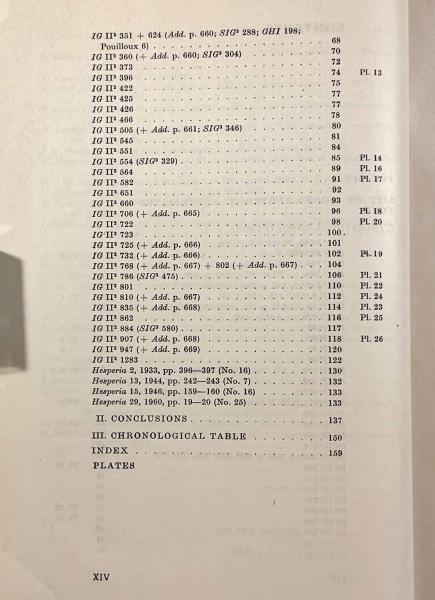 IG II² 351 + 624 (Add. p. 660; SIG³ 288; GHI 198;
Pouilloux 6) . . . . . . . . . . 68
IG II² 360 (+ Add. p. 660; SIG³ 304) . . . . . . . 70
IG II² 373 . . . . . . . . . . 72
IG II² 396 . . . . . . . . . . 74 Pl. 13
IG II² 422 . . . . . . . . . . 75
IG II² 425 . . . . . . . . . . 77
IG II² 426 . . . . . . . . . . 77
IG II² 466 . . . . . . . . . . 78
IG II² 505 (+ Add. p. 661; SIG³ 346) . . . . . . . 80
IG II² 545 . . . . . . . . . . 81
IG II² 551 . . . . . . . . . . 84
IG II² 554 (SIG³ 329) . . . . . . . . . . 85 Pl. 14
IG II² 564 . . . . . . . . . . 89 Pl. 16
IG II² 582 . . . . . . . . . . 91 Pl. 17
IG II² 651 . . . . . . . . . . 92
IG II² 660 . . . . . . . . . . 93
IG II² 706 (+ Add. p. 665) . . . . . . . . . . 96 Pl. 18
IG II² 722 . . . . . . . . . . 98 Pl. 20
IG II² 723 . . . . . . . . . . 100
IG II² 725 (+ Add. p. 666) . . . . . . . . . . 101
IG II² 732 (+ Add. p. 666) . . . . . . . . . . 102 Pl. 19
IG II² 768 (+ Add. p. 667) + 802 (+ Add. p. 667) . . . 104
IG II² 786 (SIG³ 475) . . . . . . . . . . 106 Pl. 21
IG II² 801 . . . . . . . . . . 110 Pl. 22
IG II² 810 (+ Add. p. 667) . . . . . . . . . . 112 Pl. 24
IG II² 835 (+ Add. p. 668) . . . . . . . . . . 114 Pl. 23
IG II² 862 . . . . . . . . . . 116 Pl. 25
IG II² 884 (SIG³ 580) . . . . . . . . . . 117
IG II² 907 (+ Add. p. 668) . . . . . . . . . . 118 Pl. 26
IG II² 947 (+ Add. p. 669) . . . . . . . . . . 120
IG II² 1283 . . . . . . . . . . 122
Hesperia 2, 1933, pp. 396—397 (No. 16) . . . . . . . 130
Hesperia 13, 1944, pp. 242—243 (No. 7) . . . . . . . 132
Hesperia 15, 1946, pp. 159—160 (No. 16) . . . . . . . 133
Hesperia 29, 1960, pp. 19—20 (No. 25) . . . . . . . 133
II. CONCLUSIONS . . . . . . . . . . 137
III. CHRONOLOGICAL TABLE . . . . . . . . 150
INDEX . . . . . . . . . . 159
PLATES
XIV